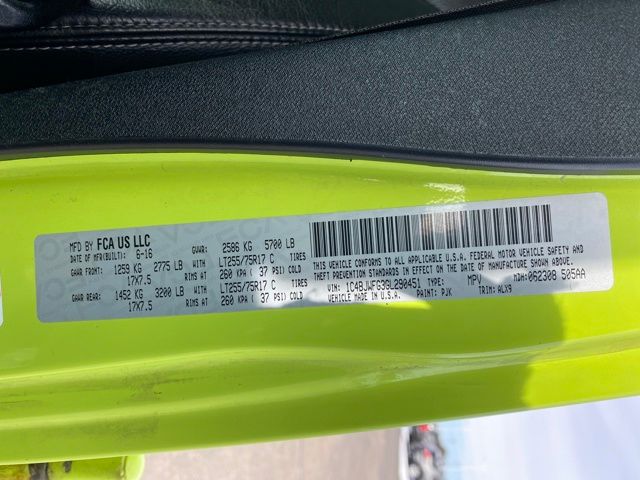 MFD BY FCA US LLC
DATE OF MFR(BUILT): 6-16 GVWR: 2586 KG 5700 LB
GAWR FRONT: 1259 KG 2775 LB WITH LT255/75R17 C TIRES
17X7.5 RIMS AT 260 KPA ( 37 PSI) COLD
GAWR REAR: 1452 KG 3200 LB WITH LT255/75R17 C TIRES
17X7.5 RIMS AT 260 KPA ( 37 PSI) COLD
THIS VEHICLE CONFORMS TO ALL APPLICABLE U.S.A. FEDERAL MOTOR VEHICLE SAFETY AND
THEFT PREVENTION STANDARDS IN EFFECT ON THE DATE OF MANUFACTURE SHOWN ABOVE.
VIN: 1C4BJWFG3GL290451 TYPE: MPV MDH: 062308 505AA
VEHICLE MADE IN U.S.A. PAINT: PJK TRIM: ALX9